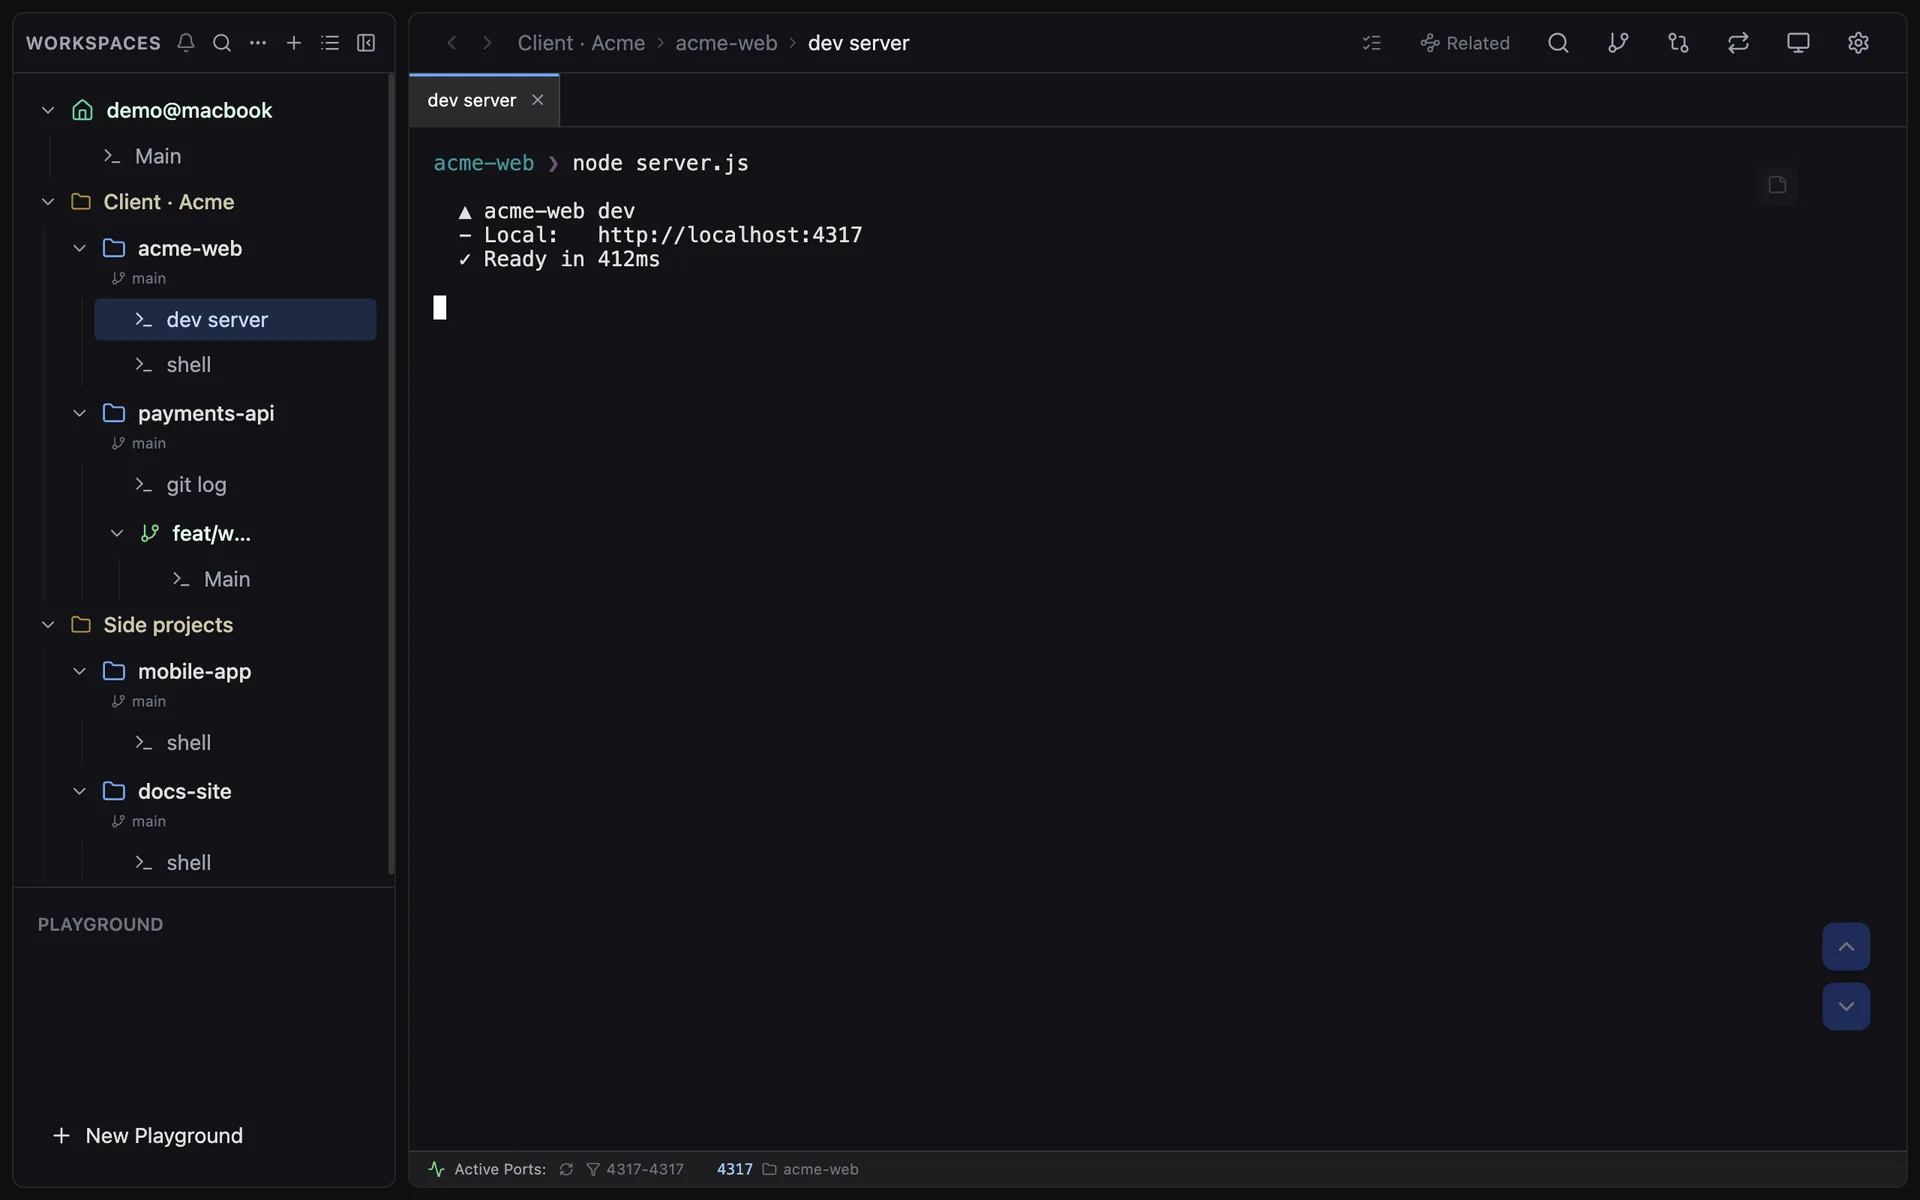 WORKSPACES
demo@macbook
Main
Client · Acme
acme-web
main
dev server
shell
payments-api
main
git log
feat/w...
Main
Side projects
mobile-app
main
shell
docs-site
main
shell
PLAYGROUND
+ New Playground
Client · Acme > acme-web > dev server
Related
dev server ×
acme-web ❯ node server.js
▲ acme-web dev
- Local: http://localhost:4317
✓ Ready in 412ms
Active Ports: 4317-4317 4317 acme-web